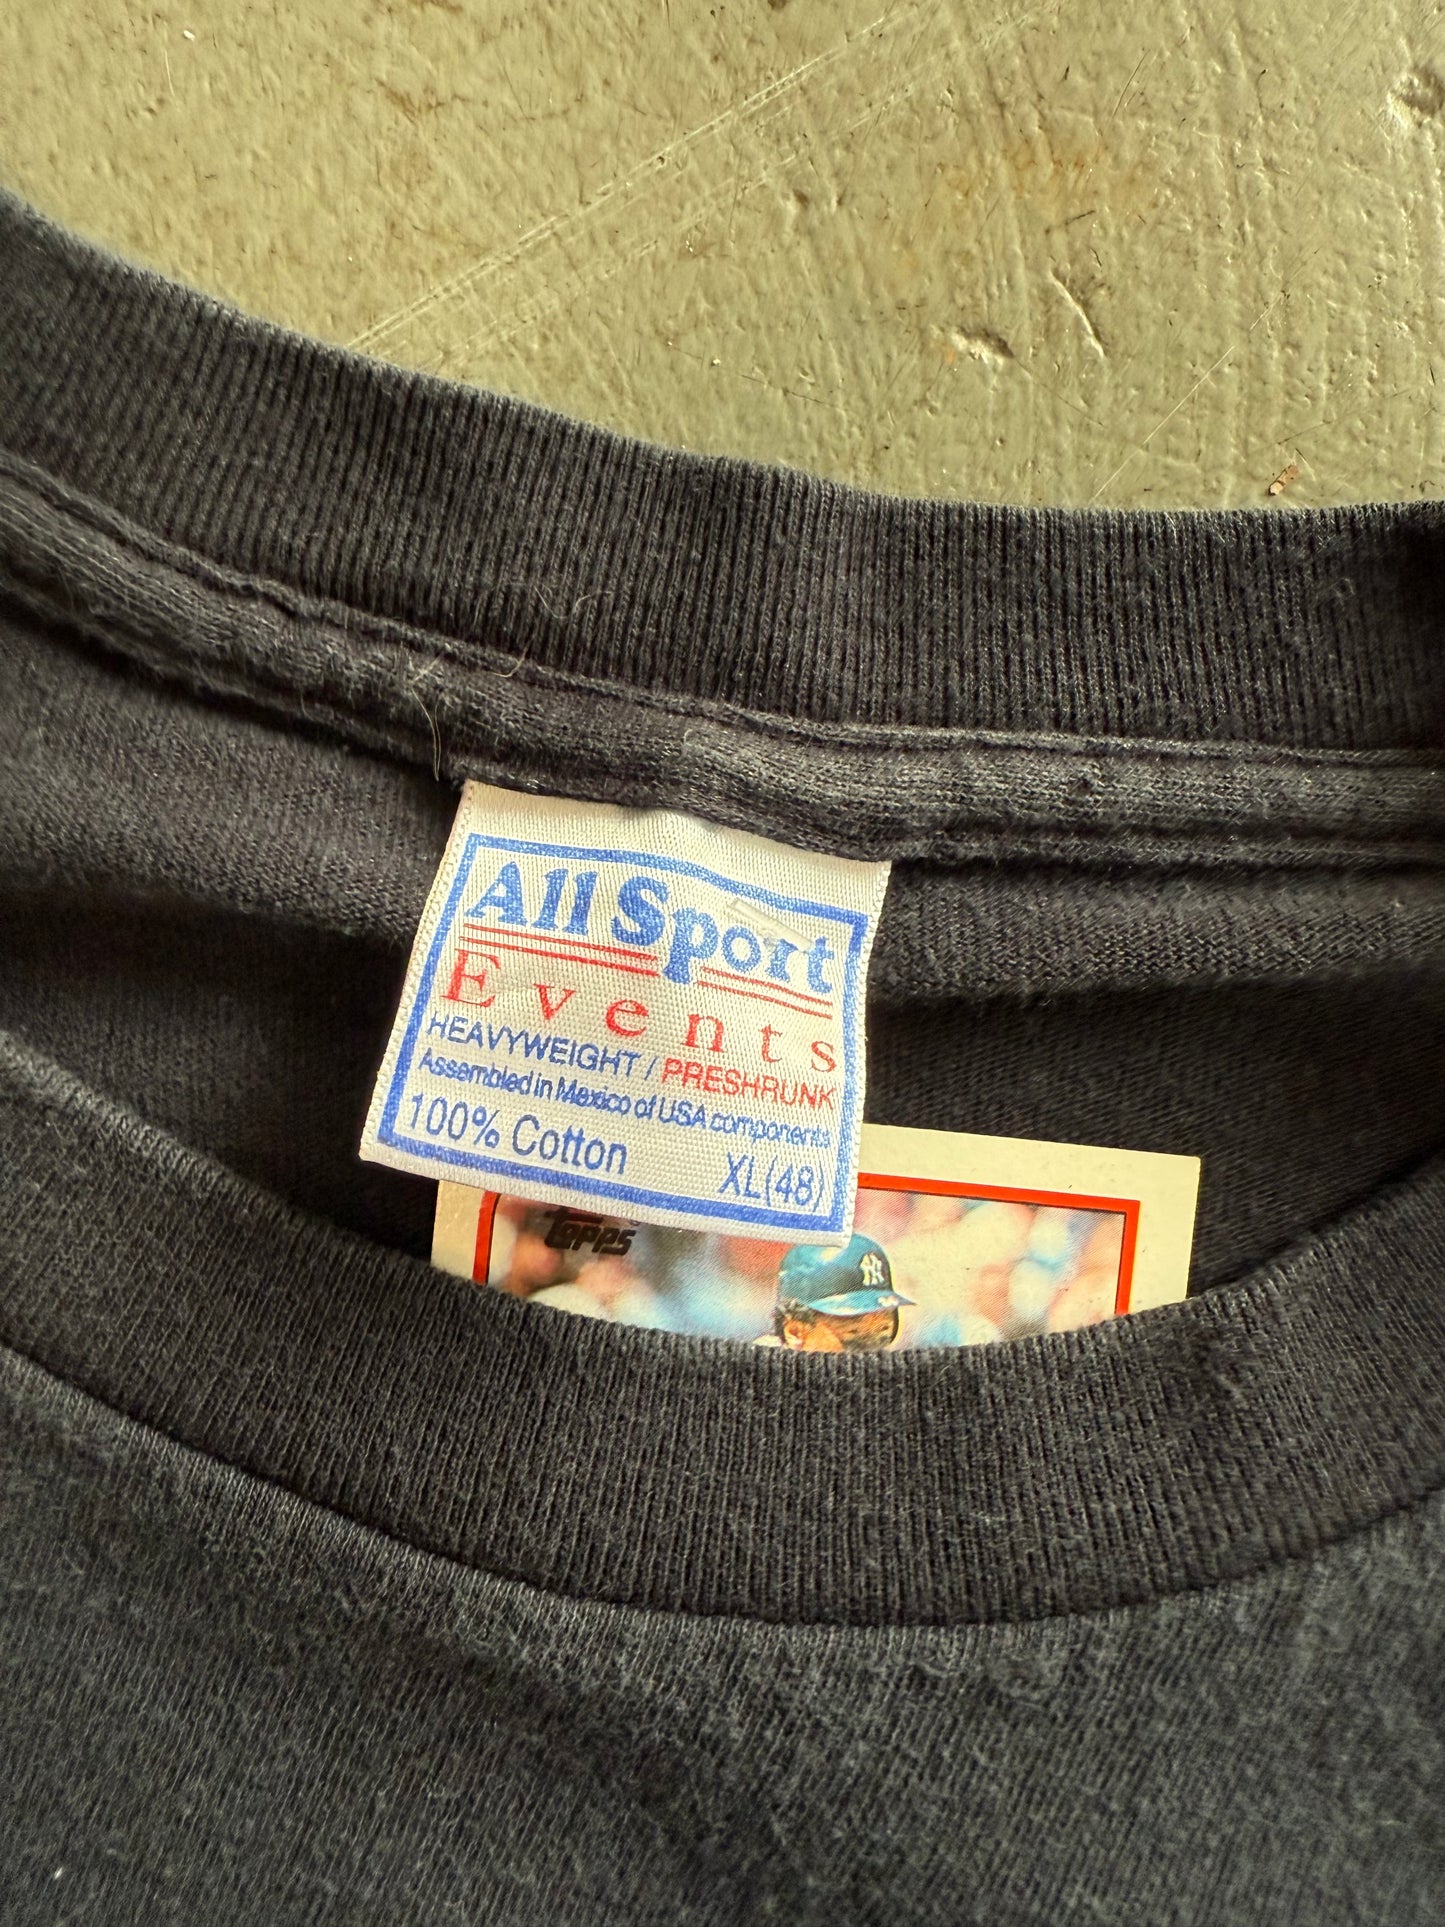 All Sport
Events
HEAVYWEIGHT / PRESHRUNK
Assembled in Mexico of USA components
100% Cotton XL(48)
TOPPS
NY